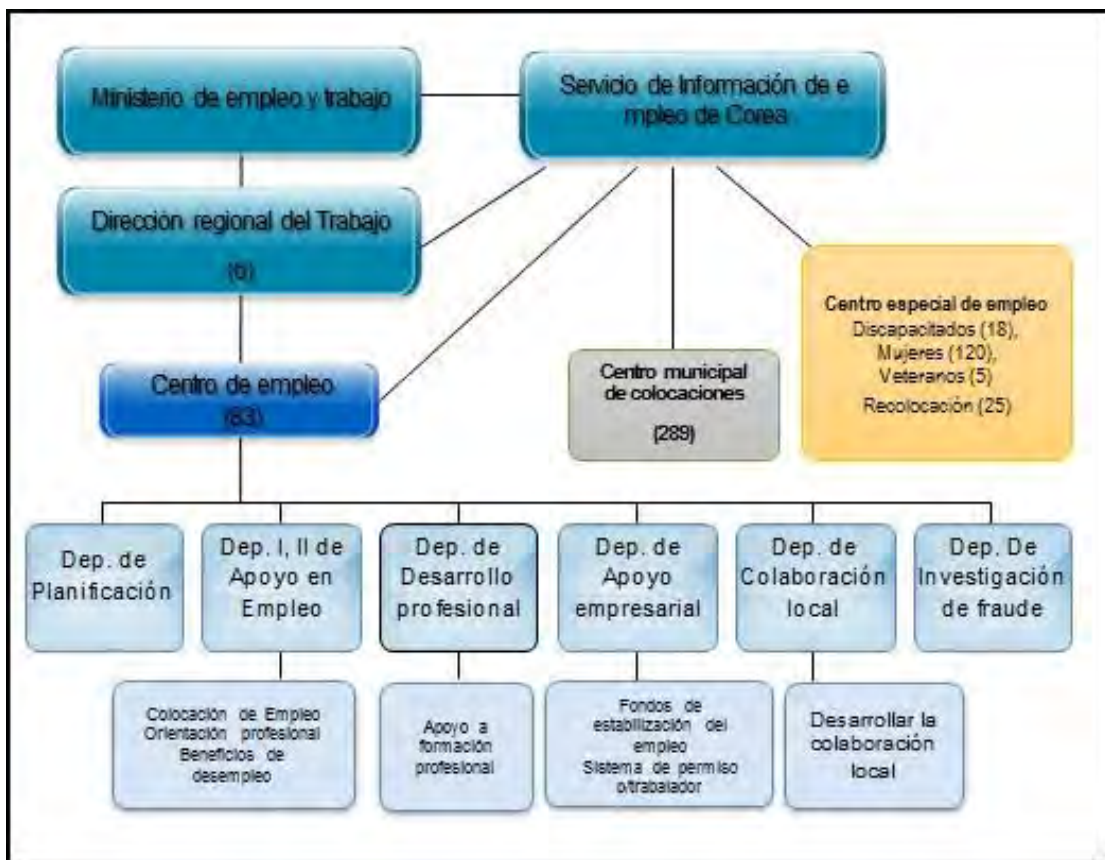 Ministerio de empleo y trabajo
Servicio de Información de e
mpleo de Corea
Dirección regional del Trabajo
(6)
Centro especial de empleo
Discapacitados (18),
Mujeres (120),
Veteranos (5)
Recolocación (25)
Centro de empleo
(83)
Centro municipal
de colocaciones
(289)
Dep. de
Planificación
Dep. I, II de
Apoyo en
Empleo
Dep. de
Desarrollo
profesional
Dep. de
Apoyo
empresarial
Dep. de
Colaboración
local
Dep. De
Investigación
de fraude
Colocación de Empleo
Orientación profesional
Beneficios de
desempleo
Apoyo a
formación
profesional
Fondos de
estabilización del
empleo
Sistema de permiso
o/trabalador
Desarrollar la
colaboración
local